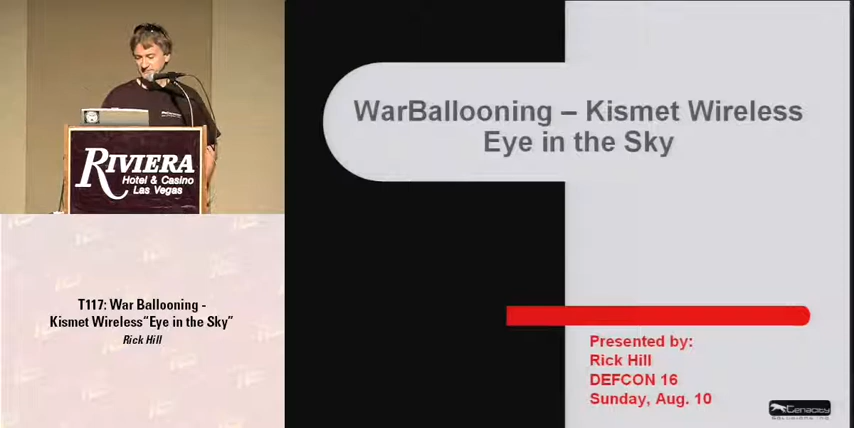 RIVIERA
Hotel & Casino
Las Vegas
T117: War Ballooning -
Kismet Wireless“Eye in the Sky”
Rick Hill
WarBallooning – Kismet Wireless
Eye in the Sky
Presented by:
Rick Hill
DEFCON 16
Sunday, Aug. 10
Tenacity